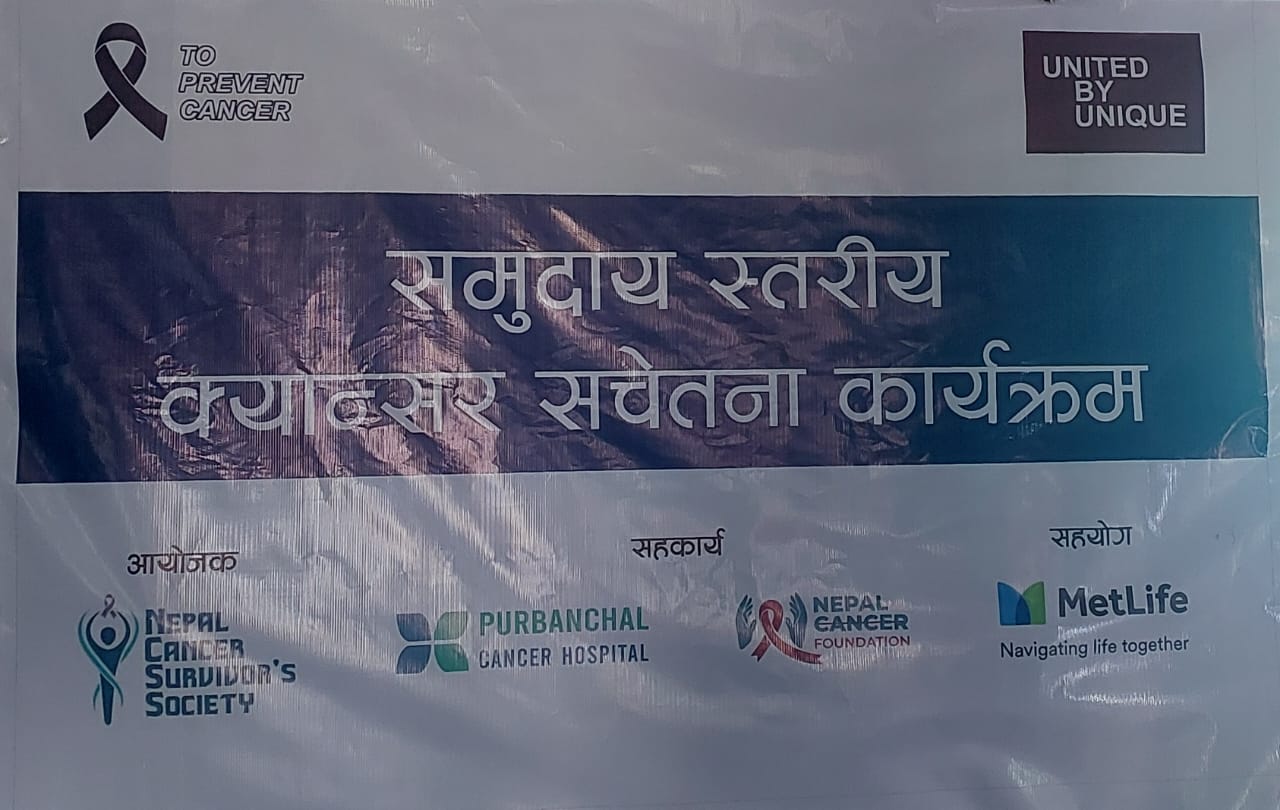 TO
PREVENT
CANCER
UNITED
BY
UNIQUE
समुदाय स्तरीय
क्यान्सर सचेतना कार्यक्रम
आयोजक
NEPAL
CANCER
SURVIVOR'S
SOCIETY
सहकार्य
PURBANCHAL
CANCER HOSPITAL
NEPAL
CANCER
FOUNDATION
सहयोग
MetLife
Navigating life together